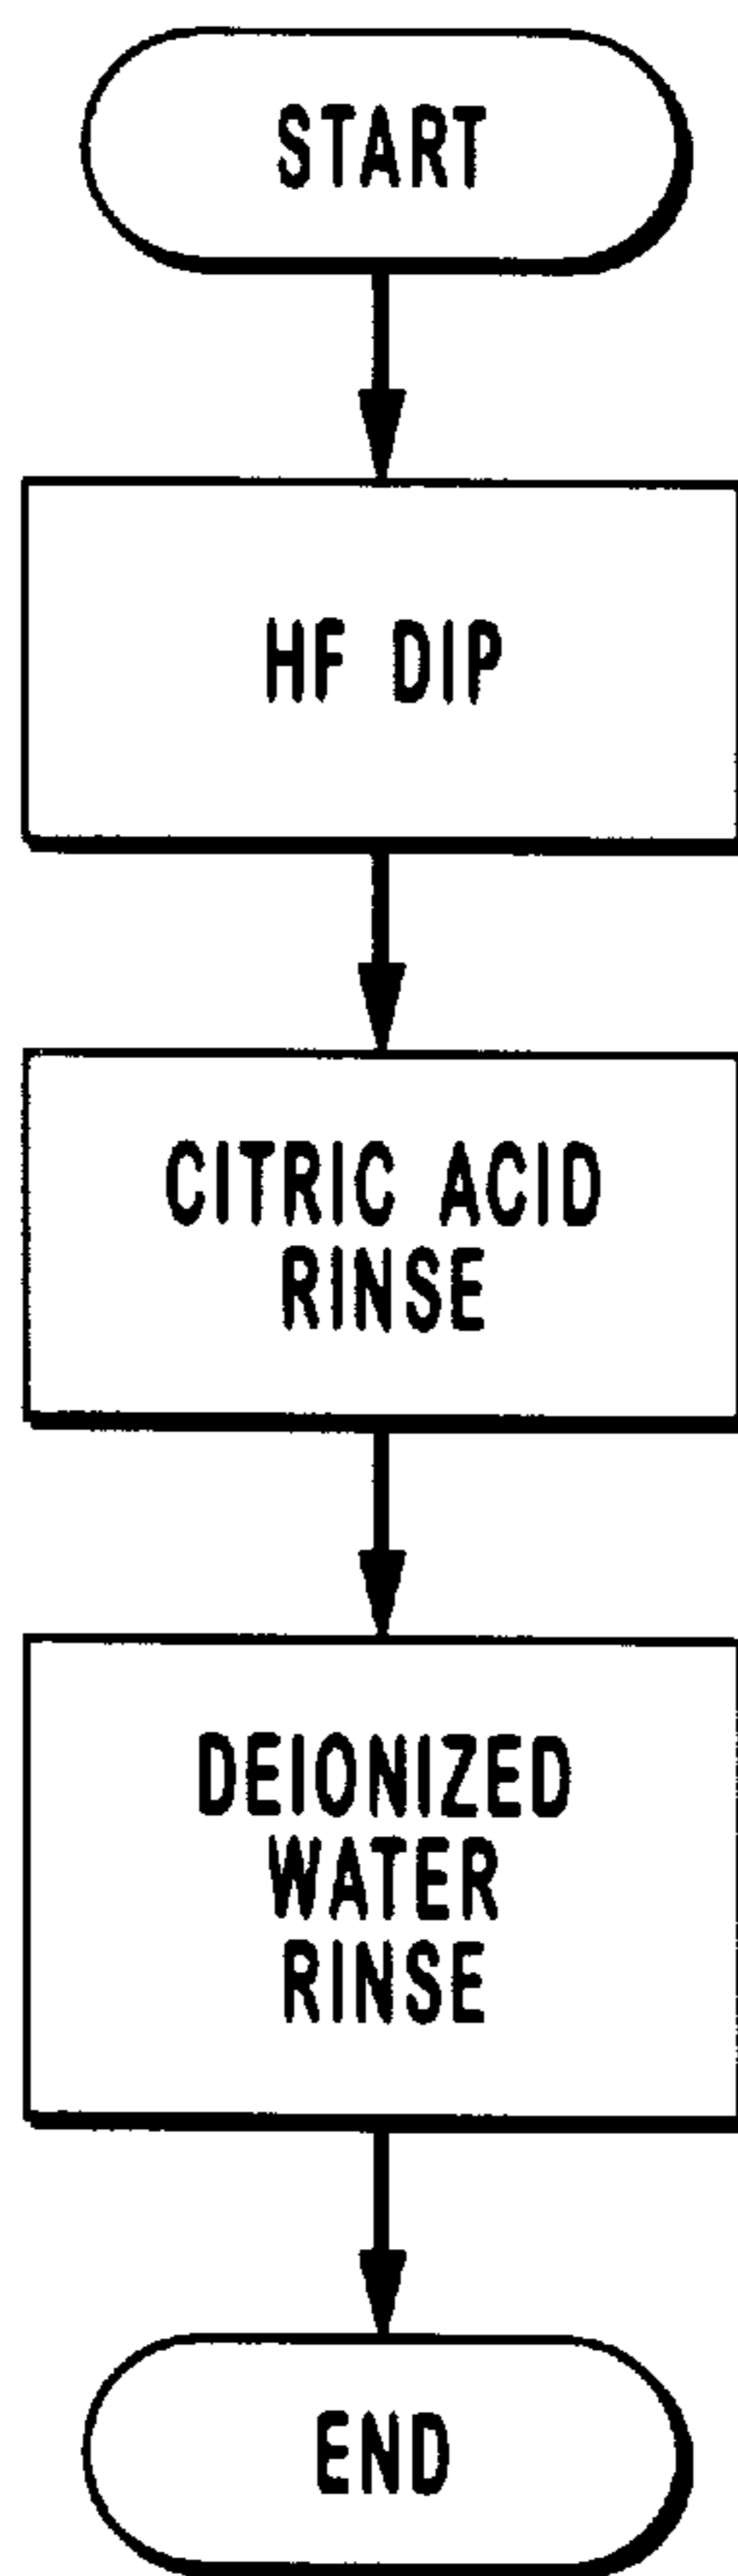 START
HF DIP
CITRIC ACID
RINSE
DEIONIZED
WATER
RINSE
END